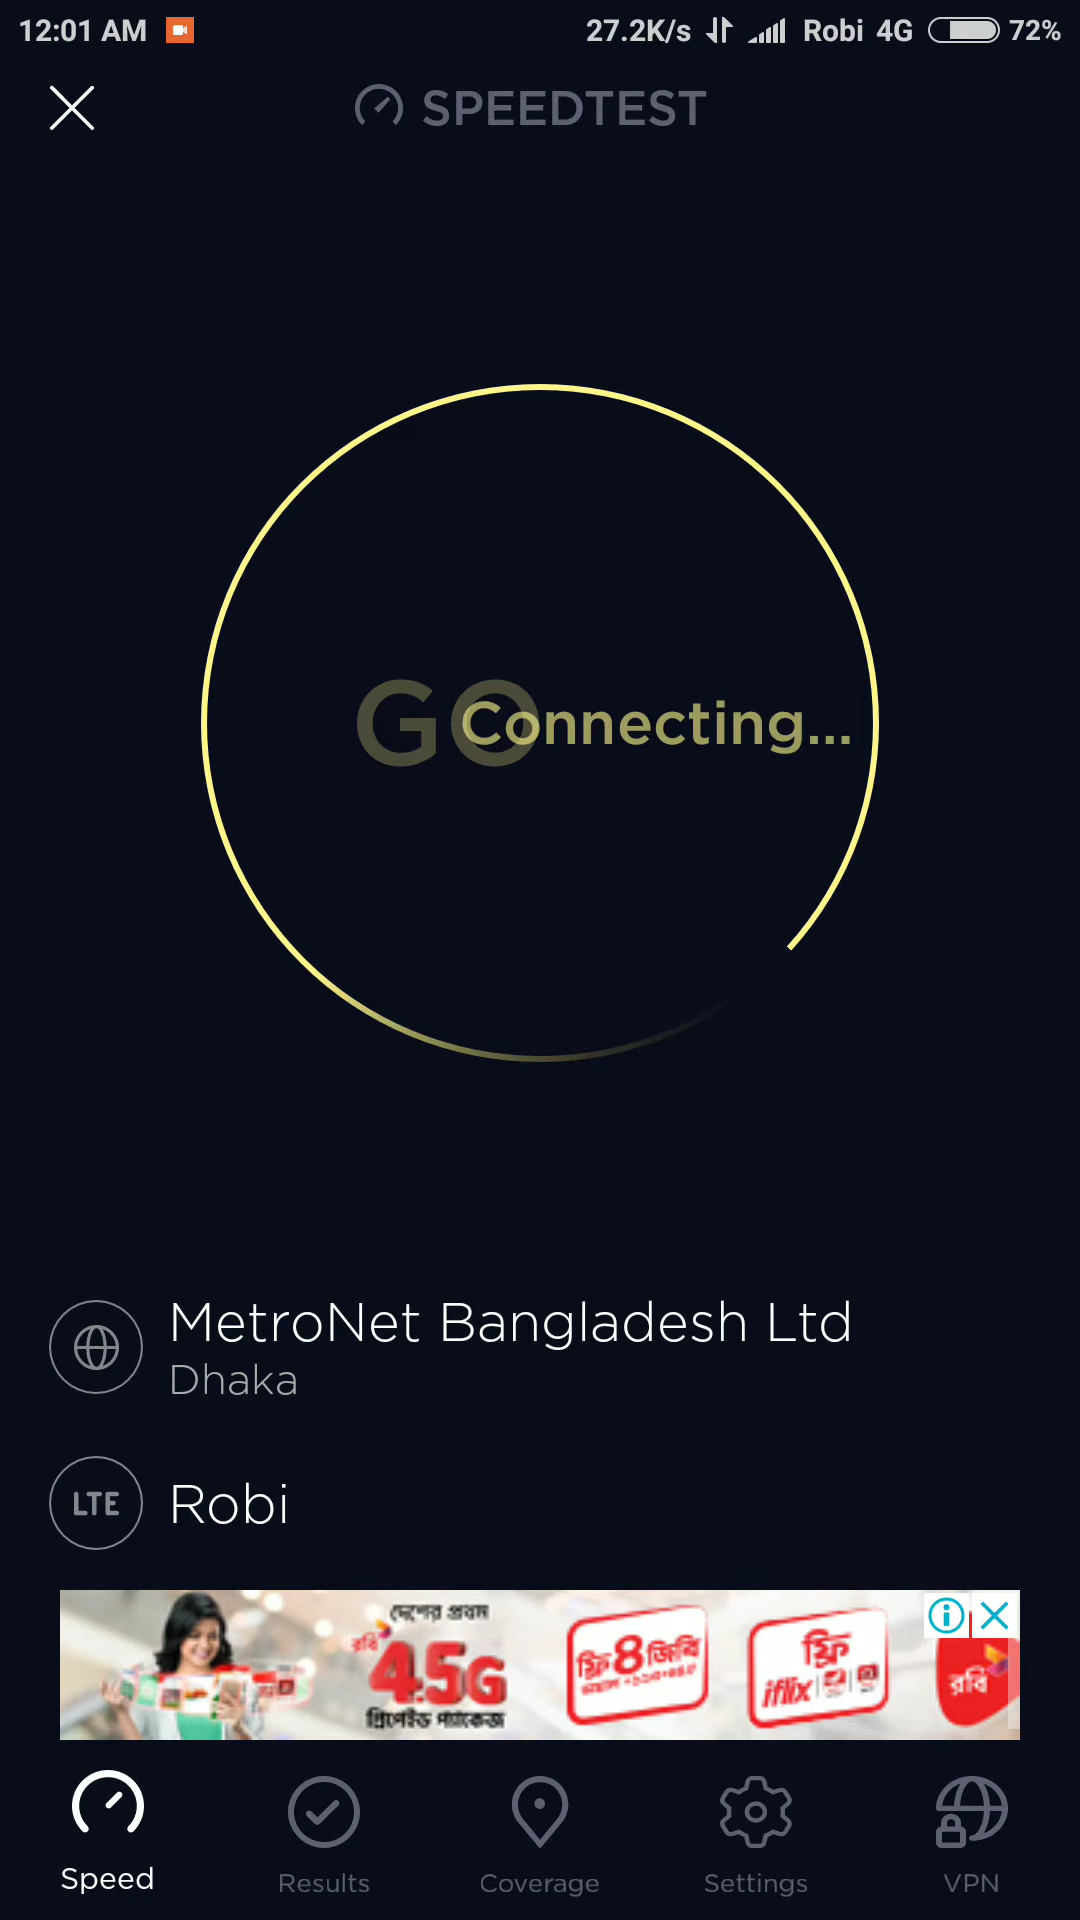 12:01 AM 27.2K/s Robi 4G 72%
SPEEDTEST
GO
Connecting...
MetroNet Bangladesh Ltd
Dhaka
LTE Robi
দেশের প্রথম
রবি
4.5G
প্রিপেইড প্যাকেজ
ফ্রি 8 জিবি
ফ্রি
iflix
রবি
Speed Results Coverage Settings VPN